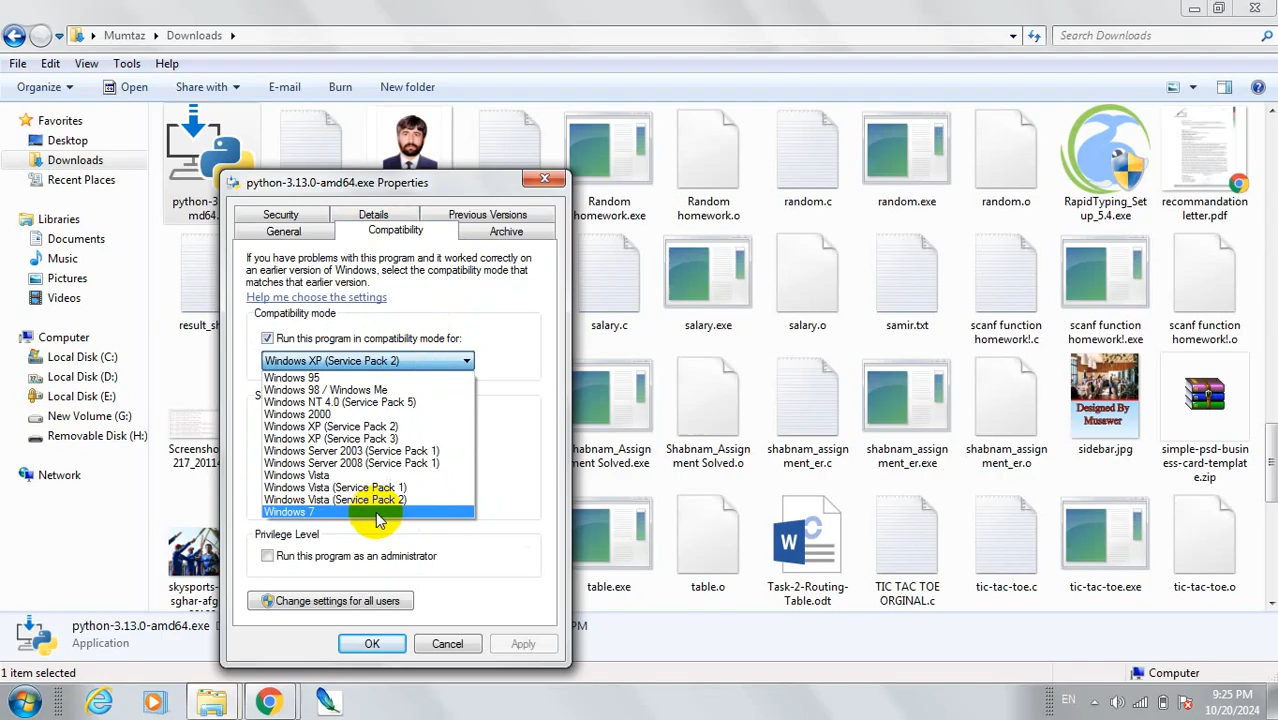 Mumtaz
Downloads
Search Downloads
File
Edit
View
Tools
Help
Organize
Open
Share with
E-mail
Burn
New folder
Favorites
Desktop
Downloads
Recent Places
Libraries
Documents
Music
Pictures
Videos
Computer
Local Disk (C:)
Local Disk (D:)
Local Disk (E:)
New Volume (G:)
Removable Disk (H:)
Network
Random
homework.exe
Random
homework.o
random.c
random.exe
random.o
RapidTyping_Set
up_5.4.exe
recommandation
letter.pdf
salary.c
salary.exe
salary.o
samir.txt
scanf function
homework!.c
scanf function
homework!.exe
scanf function
homework!.o
Shabnam_Assign
ment Solved.exe
Shabnam_Assign
ment Solved.o
shabnam_assign
ment_er.c
shabnam_assign
ment_er.exe
shabnam_assign
ment_er.o
Designed By
Musawer
sidebar.jpg
simple-psd-busin
ess-card-templat
e.zip
table.exe
table.o
W
Task-2-Routing-
Table.odt
TIC TAC TOE
ORGINAL.c
tic-tac-toe.c
tic-tac-toe.exe
tic-tac-toe.o
python-3.13.0-amd64.exe Properties
Security
Details
Previous Versions
General
Compatibility
Archive
If you have problems with this program and it worked correctly on
an earlier version of Windows, select the compatibility mode that
matches that earlier version.
Help me choose the settings
Compatibility mode
Run this program in compatibility mode for:
Windows XP (Service Pack 2)
Windows 95
Windows 98 / Windows Me
Windows NT 4.0 (Service Pack 5)
Windows 2000
Windows XP (Service Pack 2)
Windows XP (Service Pack 3)
Windows Server 2003 (Service Pack 1)
Windows Server 2008 (Service Pack 1)
Windows Vista
Windows Vista (Service Pack 1)
Windows Vista (Service Pack 2)
Windows 7
Privilege Level
Run this program as an administrator
Change settings for all users
OK
Cancel
Apply
python-3.13.0-amd64.exe
Application
PM
1 item selected
Computer
EN
9:25 PM
10/20/2024